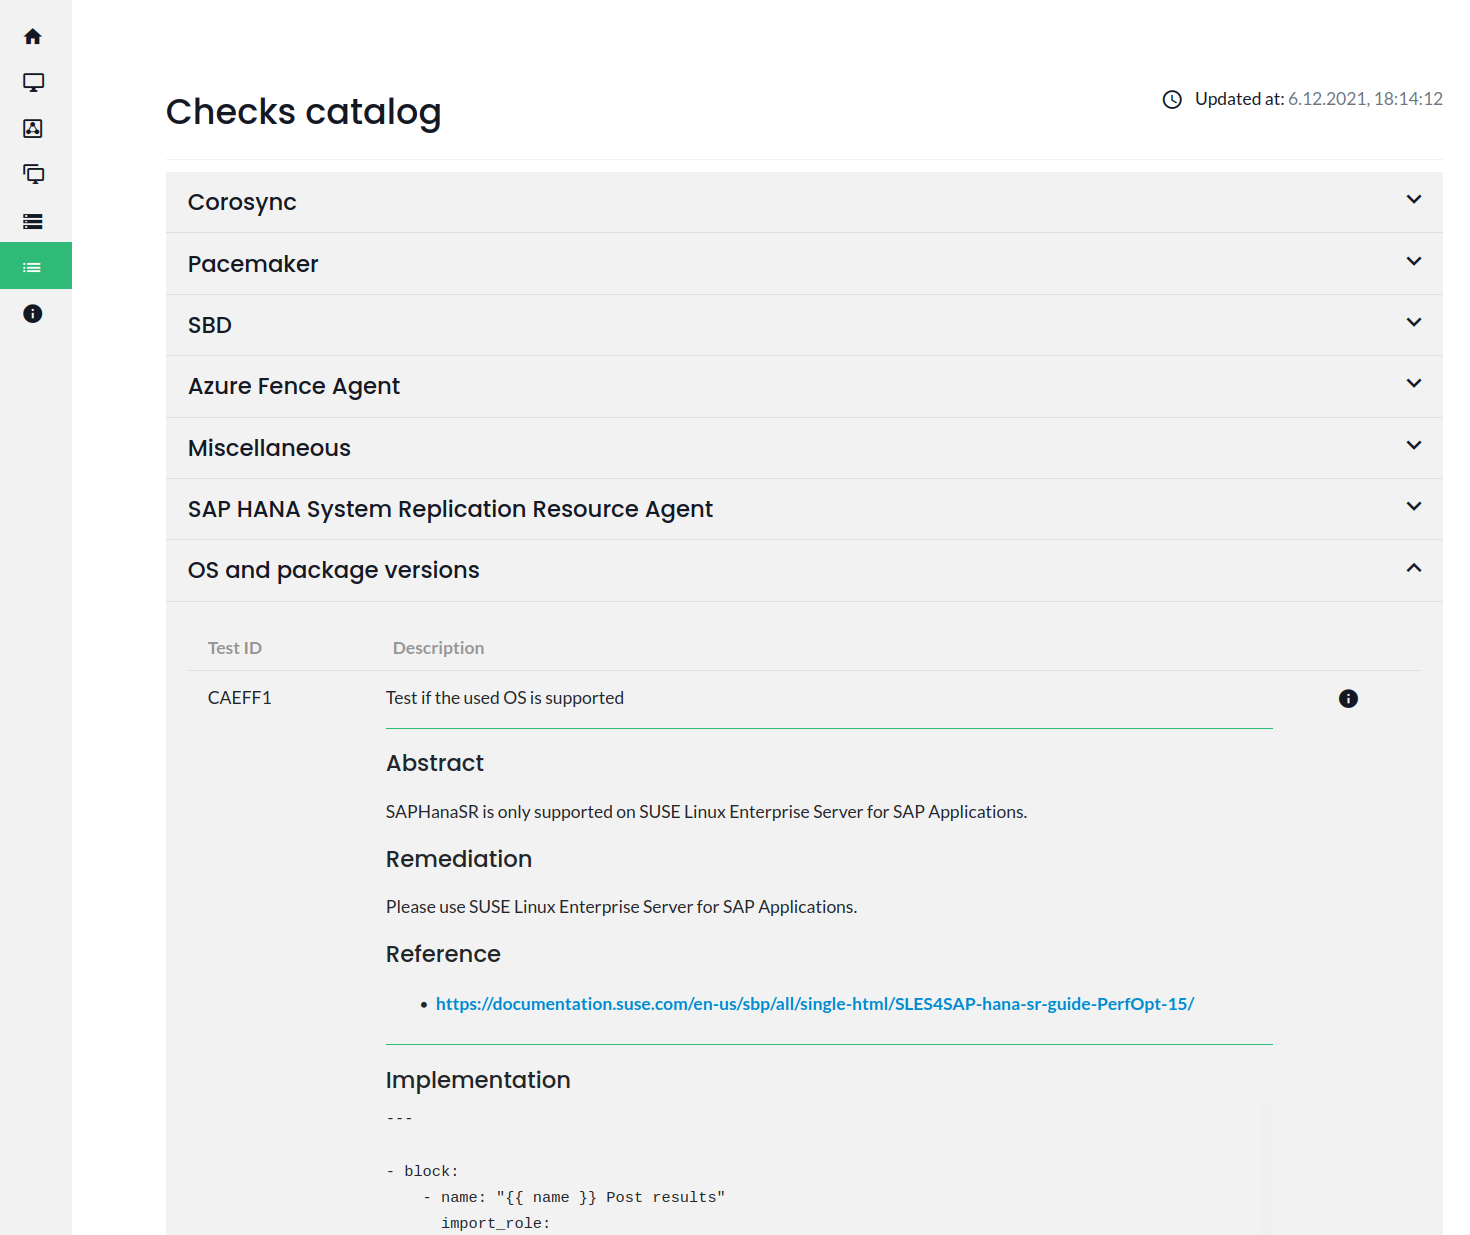 Checks catalog
Updated at: 6.12.2021, 18:14:12
Corosync
Pacemaker
SBD
Azure Fence Agent
Miscellaneous
SAP HANA System Replication Resource Agent
OS and package versions
Test ID Description
CAEFF1 Test if the used OS is supported
Abstract
SAPHanaSR is only supported on SUSE Linux Enterprise Server for SAP Applications.
Remediation
Please use SUSE Linux Enterprise Server for SAP Applications.
Reference
• https://documentation.suse.com/en-us/sbp/all/single-html/SLES4SAP-hana-sr-guide-PerfOpt-15/
Implementation
---
- block:
    - name: "{{ name }} Post results"
      import_role: